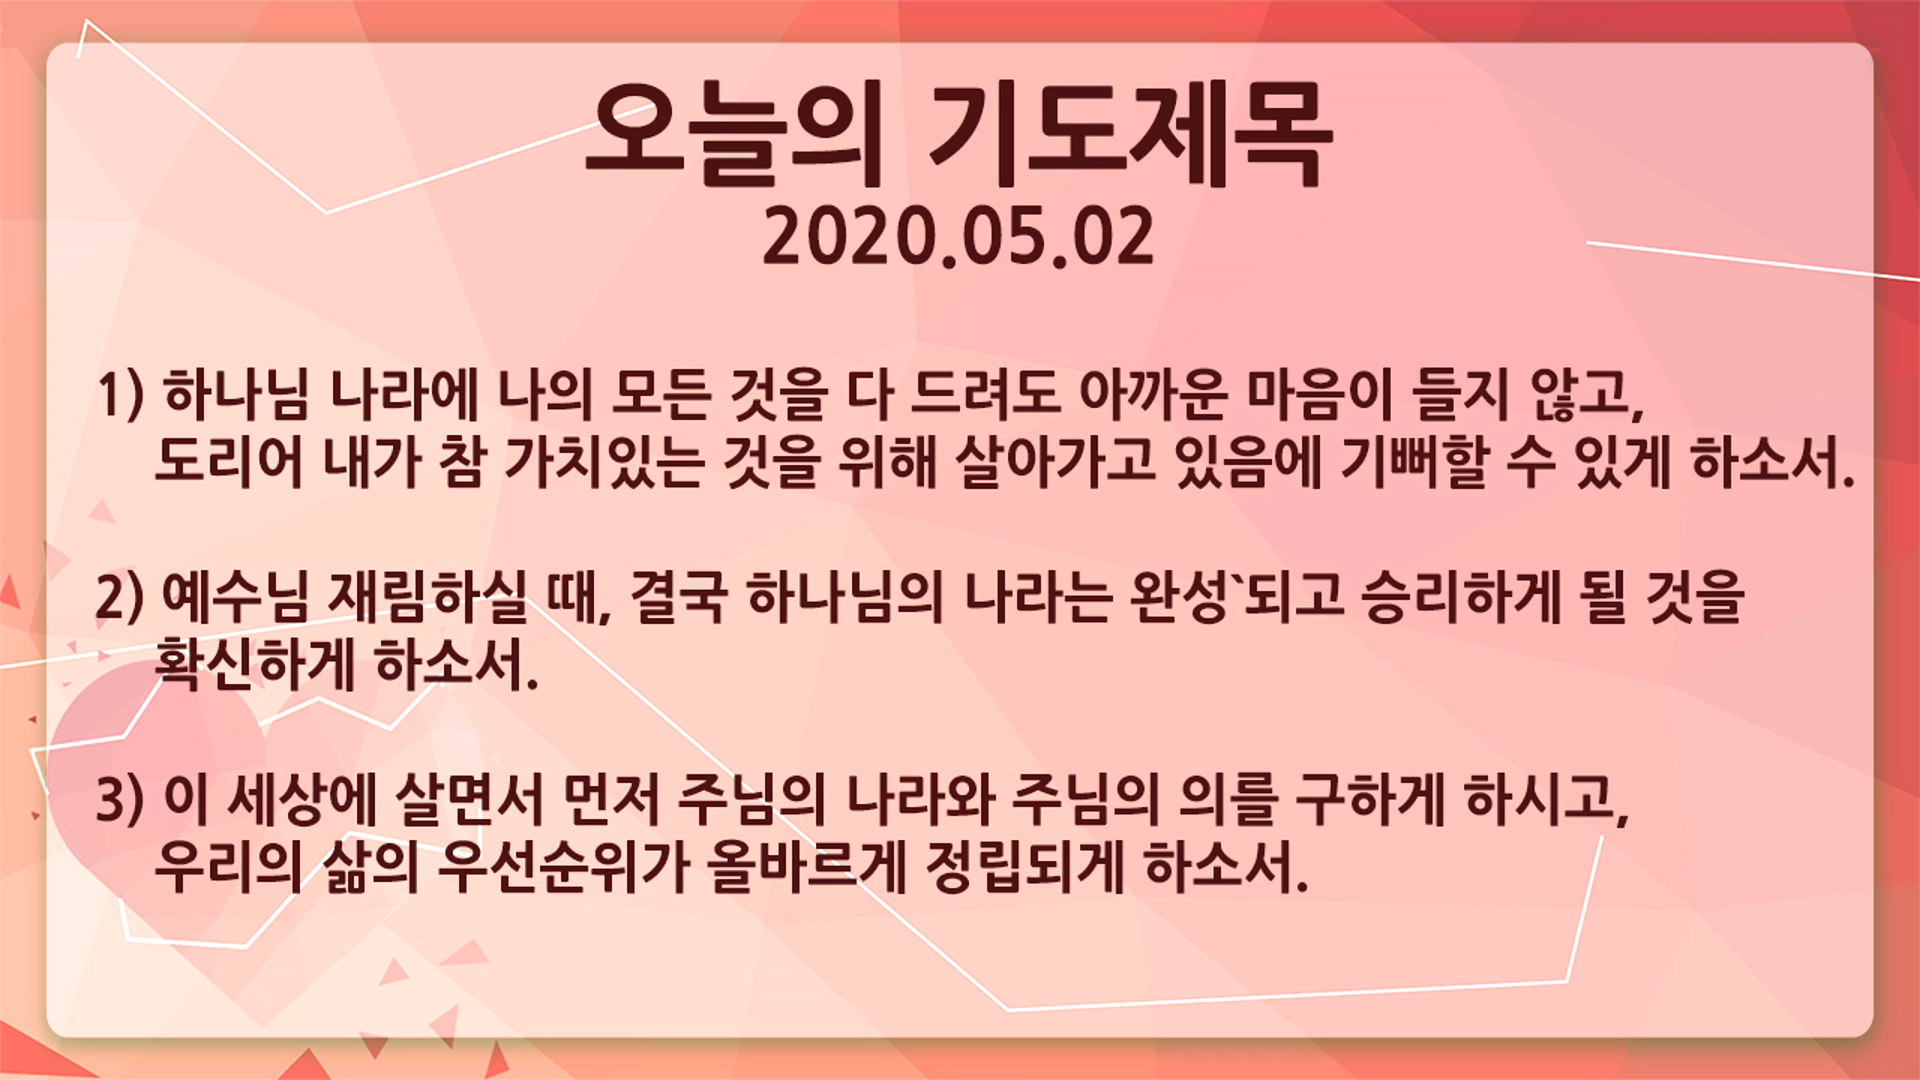 오늘의 기도제목
2020.05.02
1) 하나님 나라에 나의 모든 것을 다 드려도 아까운 마음이 들지 않고,
도리어 내가 참 가치있는 것을 위해 살아가고 있음에 기뻐할 수 있게 하소서.
2) 예수님 재림하실 때, 결국 하나님의 나라는 완성`되고 승리하게 될 것을
확신하게 하소서.
3) 이 세상에 살면서 먼저 주님의 나라와 주님의 의를 구하게 하시고,
우리의 삶의 우선순위가 올바르게 정립되게 하소서.